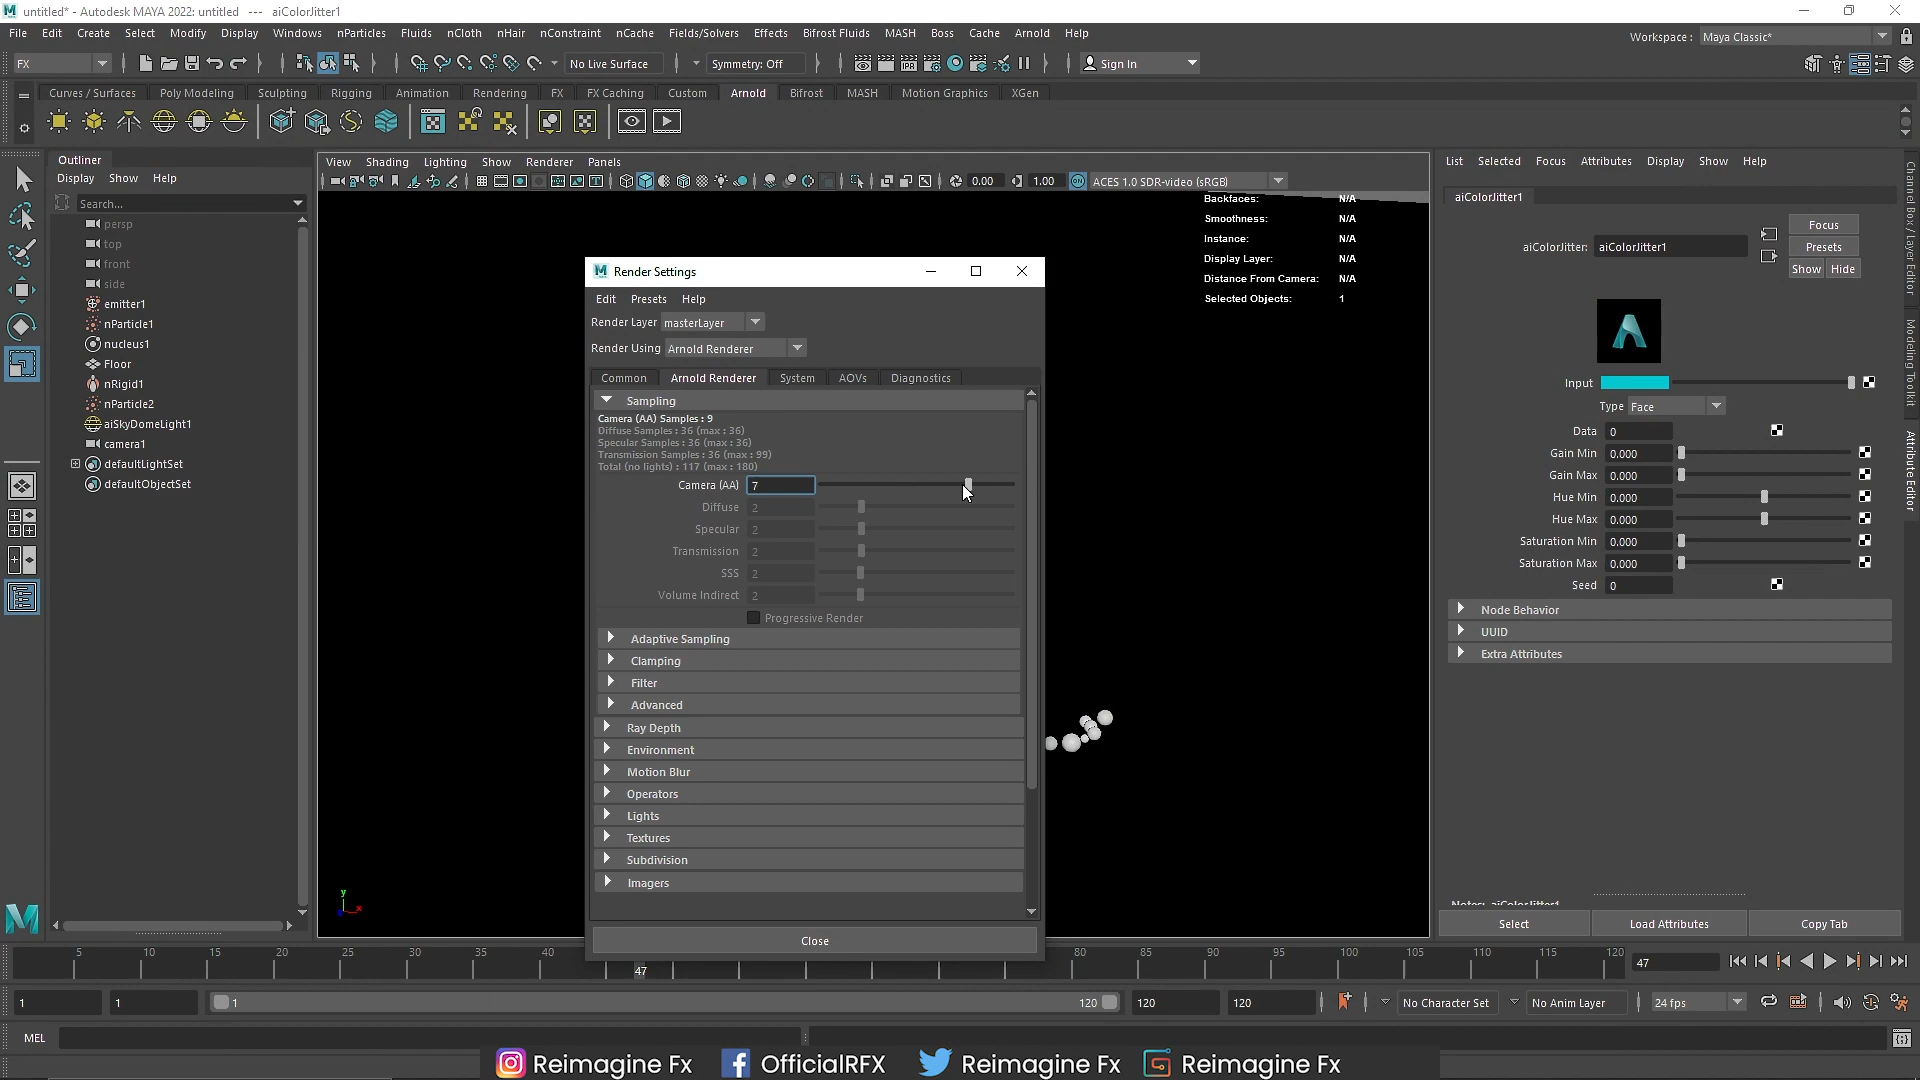 untitled* - Autodesk MAYA 2022: untitled --- aiColorJitter1
File Edit Create Select Modify Display Windows nParticles Fluids nCloth nHair nConstraint nCache Fields/Solvers Effects Bifrost Fluids MASH Boss Cache Arnold Help
Workspace : Maya Classic*
FX No Live Surface Symmetry: Off IPR Sign In
Curves / Surfaces Poly Modeling Sculpting Rigging Animation Rendering FX FX Caching Custom Arnold Bifrost MASH Motion Graphics XGen
Outliner
Display Show Help
Search...
persp
top
front
side
emitter1
nParticle1
nucleus1
Floor
nRigid1
nParticle2
aiSkyDomeLight1
camera1
defaultLightSet
defaultObjectSet
View Shading Lighting Show Renderer Panels
0.00 1.00 ON ACES 1.0 SDR-video (sRGB)
Backfaces: N/A
Smoothness: N/A
Instance: N/A
Display Layer: N/A
Distance From Camera: N/A
Selected Objects: 1
y
x
Render Settings
Edit Presets Help
Render Layer masterLayer
Render Using Arnold Renderer
Common Arnold Renderer System AOVs Diagnostics
Sampling
Camera (AA) Samples : 9
Diffuse Samples : 36 (max : 36)
Specular Samples : 36 (max : 36)
Transmission Samples : 36 (max : 99)
Total (no lights) : 117 (max : 180)
Camera (AA) 7
Diffuse 2
Specular 2
Transmission 2
SSS 2
Volume Indirect 2
Progressive Render
Adaptive Sampling
Clamping
Filter
Advanced
Ray Depth
Environment
Motion Blur
Operators
Lights
Textures
Subdivision
Imagers
Close
List Selected Focus Attributes Display Show Help
aiColorJitter1
Focus
aiColorJitter: aiColorJitter1
Presets
Show Hide
Input
Type Face
Data 0
Gain Min 0.000
Gain Max 0.000
Hue Min 0.000
Hue Max 0.000
Saturation Min 0.000
Saturation Max 0.000
Seed 0
Node Behavior
UUID
Extra Attributes
Notes: aiColorJitter1
Select Load Attributes Copy Tab
Channel Box / Layer Editor
Modeling Toolkit
Attribute Editor
5 10 15 20 25 30 35 40 47 80 85 90 95 100 105 110 115 120
47
1 1 1 120 120 120 No Character Set No Anim Layer 24 fps
MEL
Reimagine Fx OfficialRFX Reimagine Fx Reimagine Fx